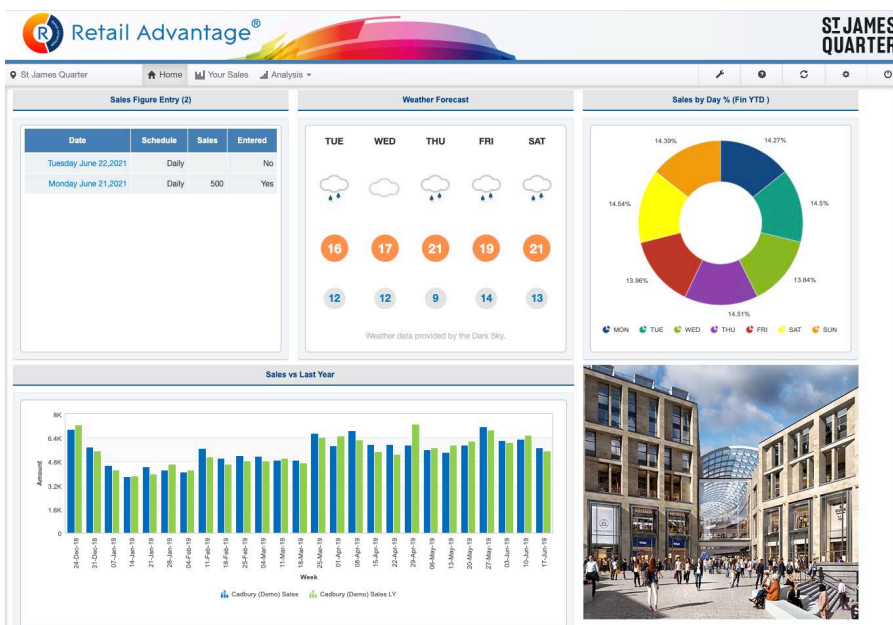 Retail Advantage®
ST JAMES
QUARTER
St James Quarter
Home
Your Sales
Analysis
Sales Figure Entry (2)
Date Schedule Sales Entered
Tuesday June 22,2021 Daily No
Monday June 21,2021 Daily 500 Yes
Weather Forecast
TUE WED THU FRI SAT
16 17 21 19 21
12 12 9 14 13
Weather data provided by the Dark Sky.
Sales by Day % (Fin YTD )
14.39% 14.27%
14.54% 14.5%
13.96% 13.84%
14.51%
MON TUE WED THU FRI SAT SUN
Sales vs Last Year
Amount
8K
6.4K
4.8K
3.2K
1.6K
0
24-Dec-18
31-Dec-18
07-Jan-19
14-Jan-19
21-Jan-19
28-Jan-19
04-Feb-19
11-Feb-19
18-Feb-19
25-Feb-19
04-Mar-19
11-Mar-19
18-Mar-19
25-Mar-19
01-Apr-19
08-Apr-19
15-Apr-19
22-Apr-19
29-Apr-19
06-May-19
13-May-19
20-May-19
27-May-19
03-Jun-19
10-Jun-19
17-Jun-19
Week
Cadbury (Demo) Sales Cadbury (Demo) Sales LY